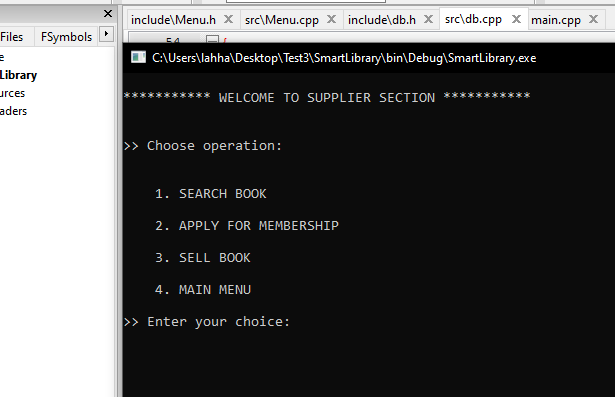 include\Menu.h X src\Menu.cpp X include\db.h X src\db.cpp X main.cpp X
Files FSymbols
54
C:\Users\lahha\Desktop\Test3\SmartLibrary\bin\Debug\SmartLibrary.exe
*********** WELCOME TO SUPPLIER SECTION ***********
>> Choose operation:
1. SEARCH BOOK
2. APPLY FOR MEMBERSHIP
3. SELL BOOK
4. MAIN MENU
>> Enter your choice:
e
Library
urces
aders